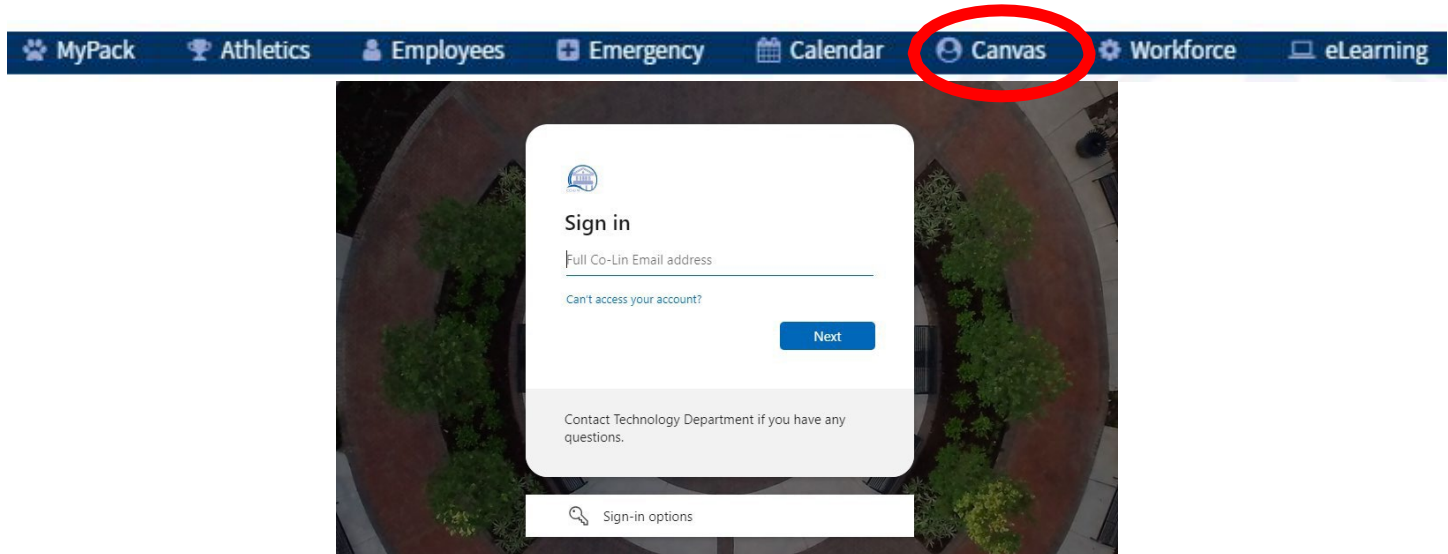 MyPack Athletics Employees Emergency Calendar Canvas Workforce eLearning
Sign in
Full Co-Lin Email address
Can't access your account?
Next
Contact Technology Department if you have any
questions.
Sign-in options